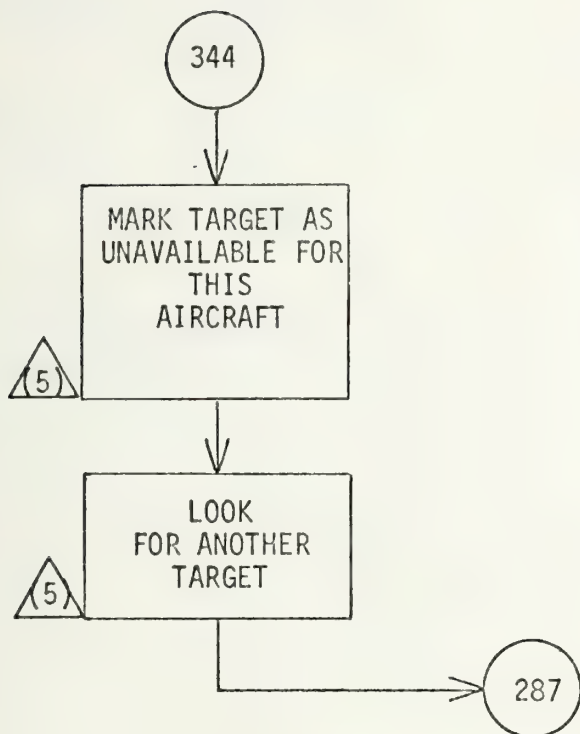 344
MARK TARGET AS
UNAVAILABLE FOR
THIS
AIRCRAFT
(5)
LOOK
FOR ANOTHER
TARGET
(5)
287